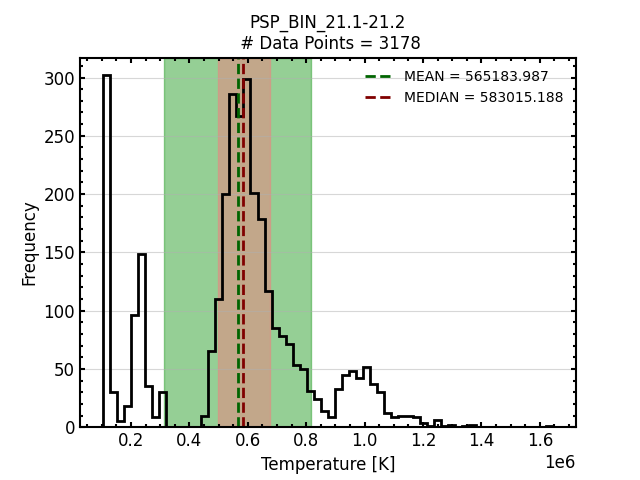 PSP_BIN_21.1-21.2
# Data Points = 3178
MEAN = 565183.987
MEDIAN = 583015.188
Frequency
300
250
200
150
100
50
0
0.2 0.4 0.6 0.8 1.0 1.2 1.4 1.6
1e6
Temperature [K]